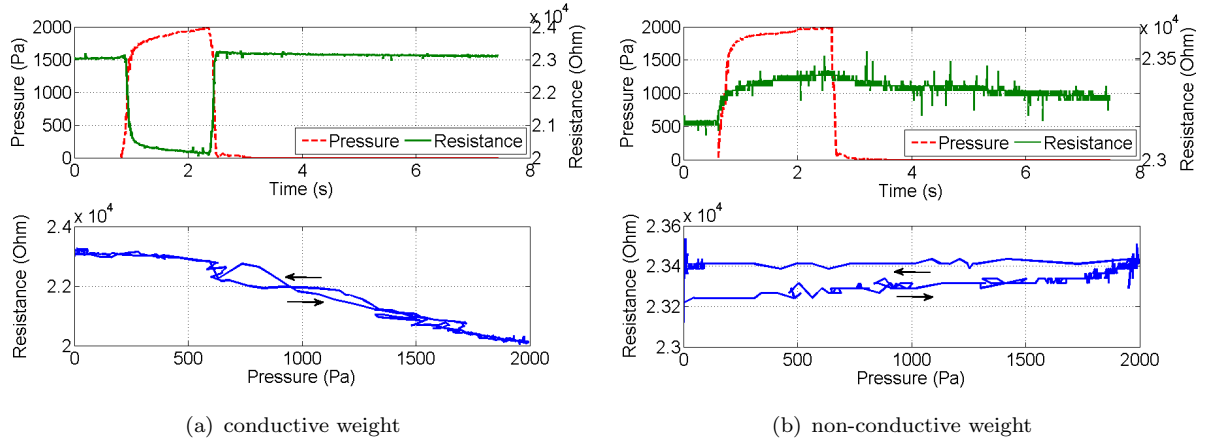 x 10^4
2000
1500
1000
500
0
Pressure (Pa)
2.4
2.3
2.2
2.1
2
Resistance (Ohm)
Pressure Resistance
0 2 4 6 8
Time (s)
x 10^4
2.4
2.2
2
Resistance (Ohm)
0 500 1000 1500 2000
Pressure (Pa)
(a) conductive weight
x 10^4
2000
1500
1000
500
0
Pressure (Pa)
2.35
2.3
Resistance (Ohm)
Pressure Resistance
0 2 4 6 8
Time (s)
x 10^4
2.36
2.34
2.32
2.3
Resistance (Ohm)
0 500 1000 1500 2000
Pressure (Pa)
(b) non-conductive weight